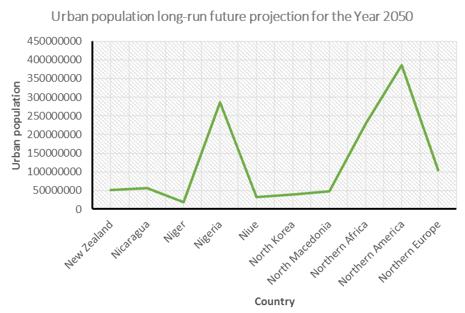 Urban population long-run future projection for the Year 2050
450000000
400000000
350000000
300000000
250000000
200000000
150000000
100000000
50000000
0
Urban population
New Zealand
Nicaragua
Niger
Nigeria
Niue
North Korea
North Macedonia
Northern Africa
Northern America
Northern Europe
Country